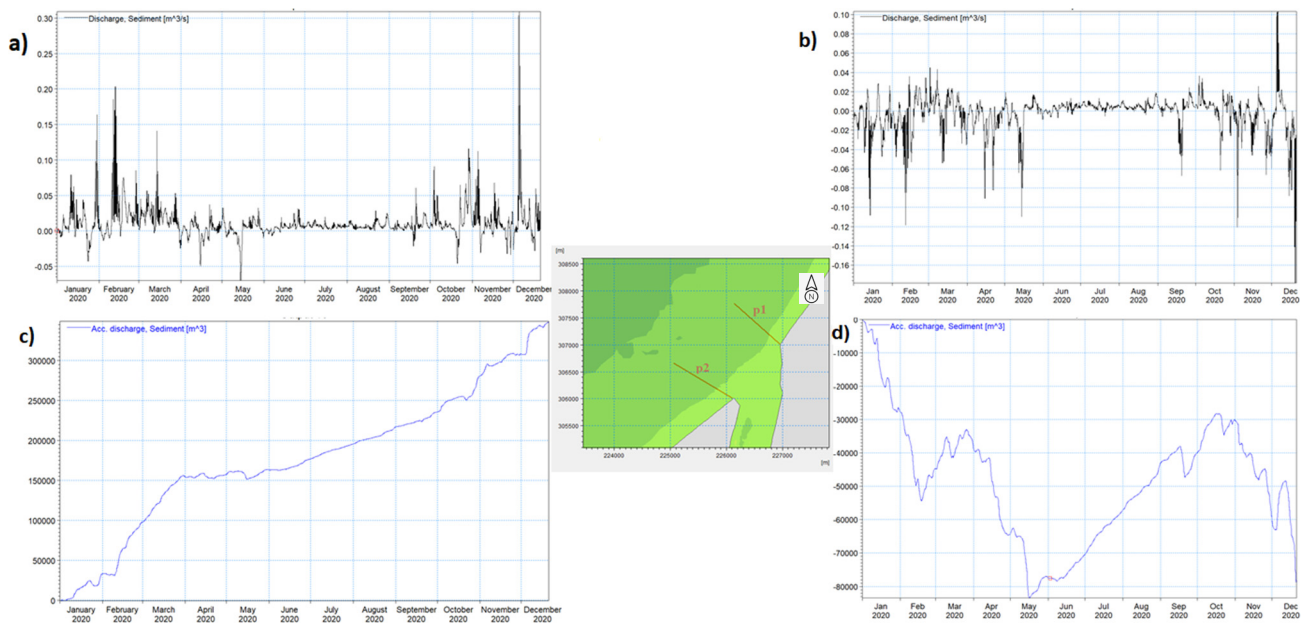 a)
Discharge, Sediment [m^3/s]
0.30
0.25
0.20
0.15
0.10
0.05
0.00
-0.05
January February March April May June July August September October November December
2020 2020 2020 2020 2020 2020 2020 2020 2020 2020 2020 2020
b)
Discharge, Sediment [m^3/s]
0.10
0.08
0.06
0.04
0.02
0.00
-0.02
-0.04
-0.06
-0.08
-0.10
-0.12
-0.14
-0.16
Jan Feb Mar Apr May Jun Jul Aug Sep Oct Nov Dec
2020 2020 2020 2020 2020 2020 2020 2020 2020 2020 2020 2020
[m]
308500
308000
307500
307000
306500
306000
305500
N
p1
p2
224000 225000 226000 227000
[m]
c)
Acc. discharge, Sediment [m^3]
300000
250000
200000
150000
100000
50000
0
January February March April May June July August September October November December
2020 2020 2020 2020 2020 2020 2020 2020 2020 2020 2020 2020
d)
Acc. discharge, Sediment [m^3]
0
-10000
-20000
-30000
-40000
-50000
-60000
-70000
-80000
Jan Feb Mar Apr May Jun Jul Aug Sep Oct Nov Dec
2020 2020 2020 2020 2020 2020 2020 2020 2020 2020 2020 2020